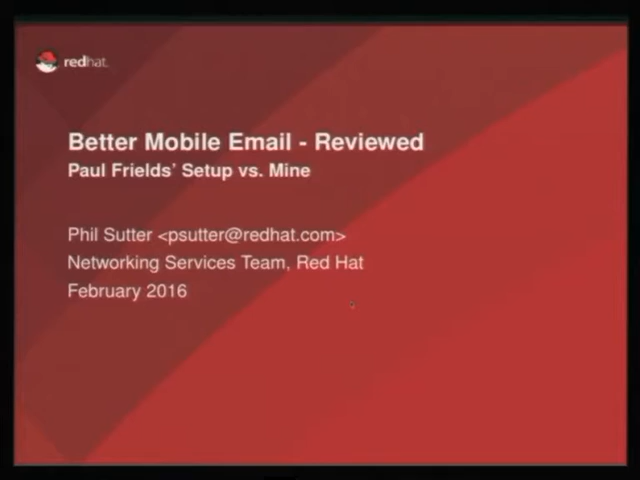 redhat.
Better Mobile Email - Reviewed
Paul Frields' Setup vs. Mine
Phil Sutter <psutter@redhat.com>
Networking Services Team, Red Hat
February 2016